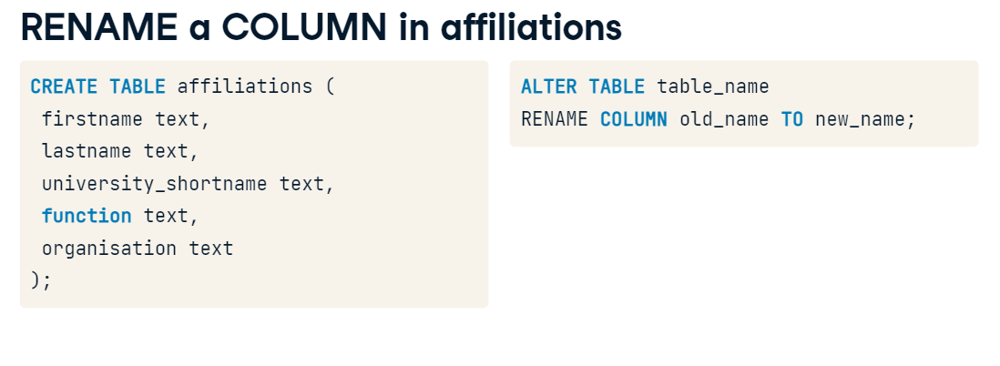 RENAME a COLUMN in affiliations
CREATE TABLE affiliations (
firstname text,
lastname text,
university_shortname text,
function text,
organisation text
);
ALTER TABLE table_name
RENAME COLUMN old_name TO new_name;